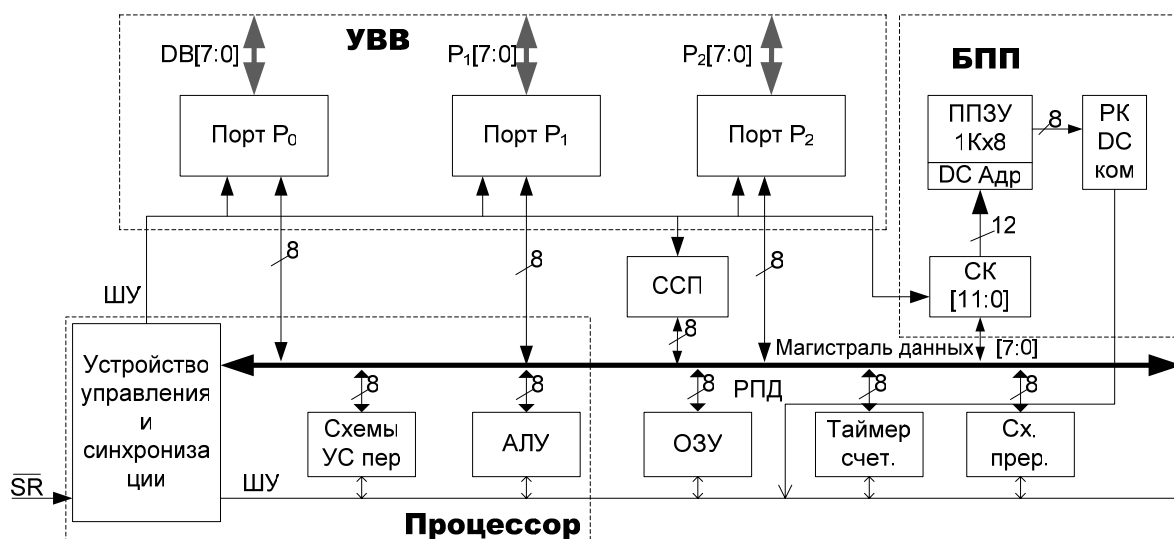 УВВ
БПП
DB[7:0]
P₁[7:0]
P₂[7:0]
Порт P₀
Порт P₁
Порт P₂
ППЗУ
1Кх8
DC Адр
8
РК
DC
ком
12
8
8
8
ССП
СК
[11:0]
ШУ
8
Магистраль данных [7:0]
РПД
Устройство
управления
и
синхрониза
ции
8
8
8
8
8
Схемы
УС пер
АЛУ
ОЗУ
Таймер
счет.
Сх.
прер.
SR
ШУ
Процессор